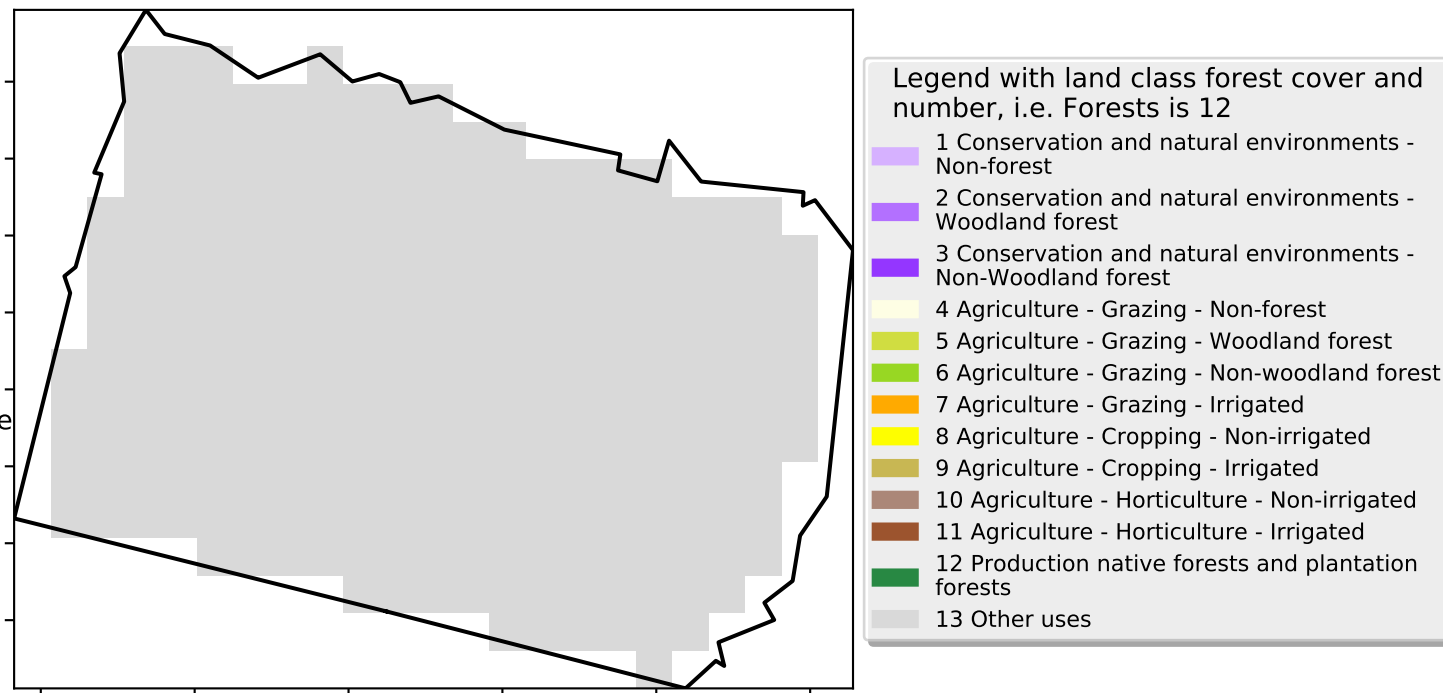 e
Legend with land class forest cover and
number, i.e. Forests is 12
1 Conservation and natural environments -
Non-forest
2 Conservation and natural environments -
Woodland forest
3 Conservation and natural environments -
Non-Woodland forest
4 Agriculture - Grazing - Non-forest
5 Agriculture - Grazing - Woodland forest
6 Agriculture - Grazing - Non-woodland forest
7 Agriculture - Grazing - Irrigated
8 Agriculture - Cropping - Non-irrigated
9 Agriculture - Cropping - Irrigated
10 Agriculture - Horticulture - Non-irrigated
11 Agriculture - Horticulture - Irrigated
12 Production native forests and plantation
forests
13 Other uses